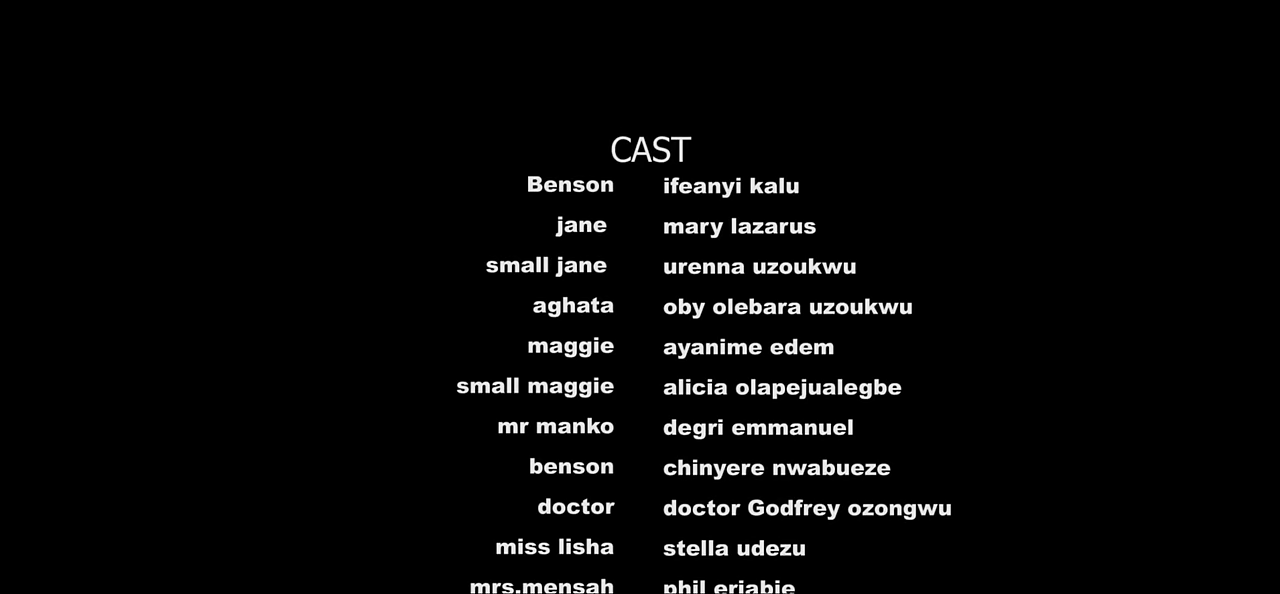 CAST
Benson ifeanyi kalu
jane mary lazarus
small jane urenna uzoukwu
aghata oby olebara uzoukwu
maggie ayanime edem
small maggie alicia olapejualegbe
mr manko degri emmanuel
benson chinyere nwabueze
doctor doctor Godfrey ozongwu
miss lisha stella udezu
mrs.mensah phil eriabie